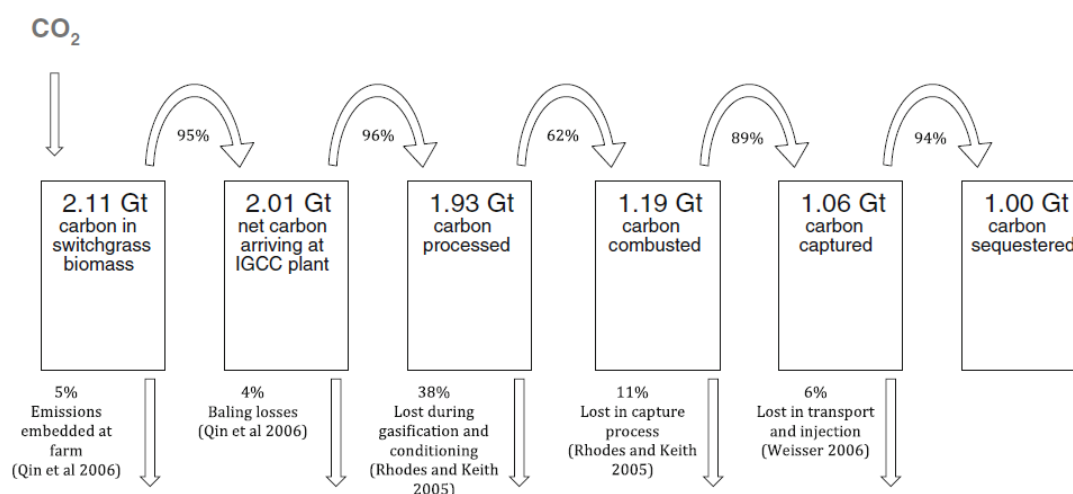 CO2
95%
96%
62%
89%
94%
2.11 Gt
carbon in
switchgrass
biomass
2.01 Gt
net carbon
arriving at
IGCC plant
1.93 Gt
carbon
processed
1.19 Gt
carbon
combusted
1.06 Gt
carbon
captured
1.00 Gt
carbon
sequestered
5%
Emissions
embedded at
farm
(Qin et al 2006)
4%
Baling losses
(Qin et al 2006)
38%
Lost during
gasification and
conditioning
(Rhodes and Keith
2005)
11%
Lost in capture
process
(Rhodes and Keith
2005)
6%
Lost in transport
and injection
(Weisser 2006)